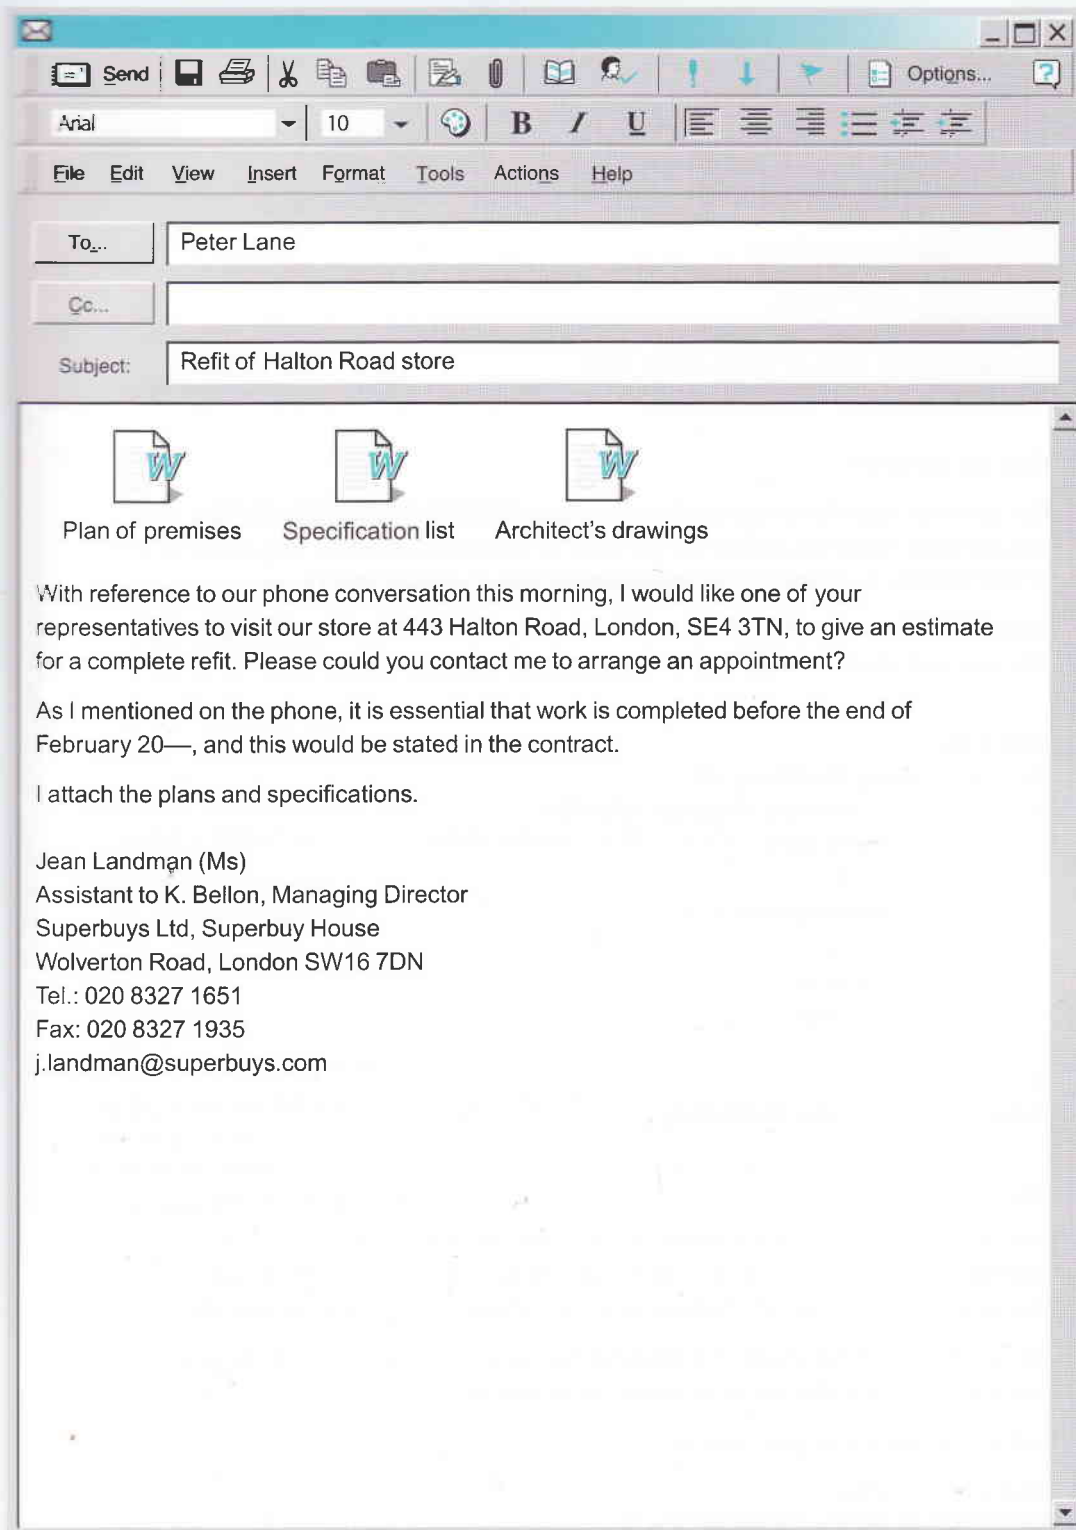 Send
Options...
Arial
10
B I U
File Edit View Insert Format Tools Actions Help
To... Peter Lane
Cc...
Subject: Refit of Halton Road store
W W W
Plan of premises Specification list Architect's drawings
With reference to our phone conversation this morning, I would like one of your
representatives to visit our store at 443 Halton Road, London, SE4 3TN, to give an estimate
for a complete refit. Please could you contact me to arrange an appointment?
As I mentioned on the phone, it is essential that work is completed before the end of
February 20—, and this would be stated in the contract.
I attach the plans and specifications.
Jean Landman (Ms)
Assistant to K. Bellon, Managing Director
Superbuys Ltd, Superbuy House
Wolverton Road, London SW16 7DN
Tel.: 020 8327 1651
Fax: 020 8327 1935
j.landman@superbuys.com